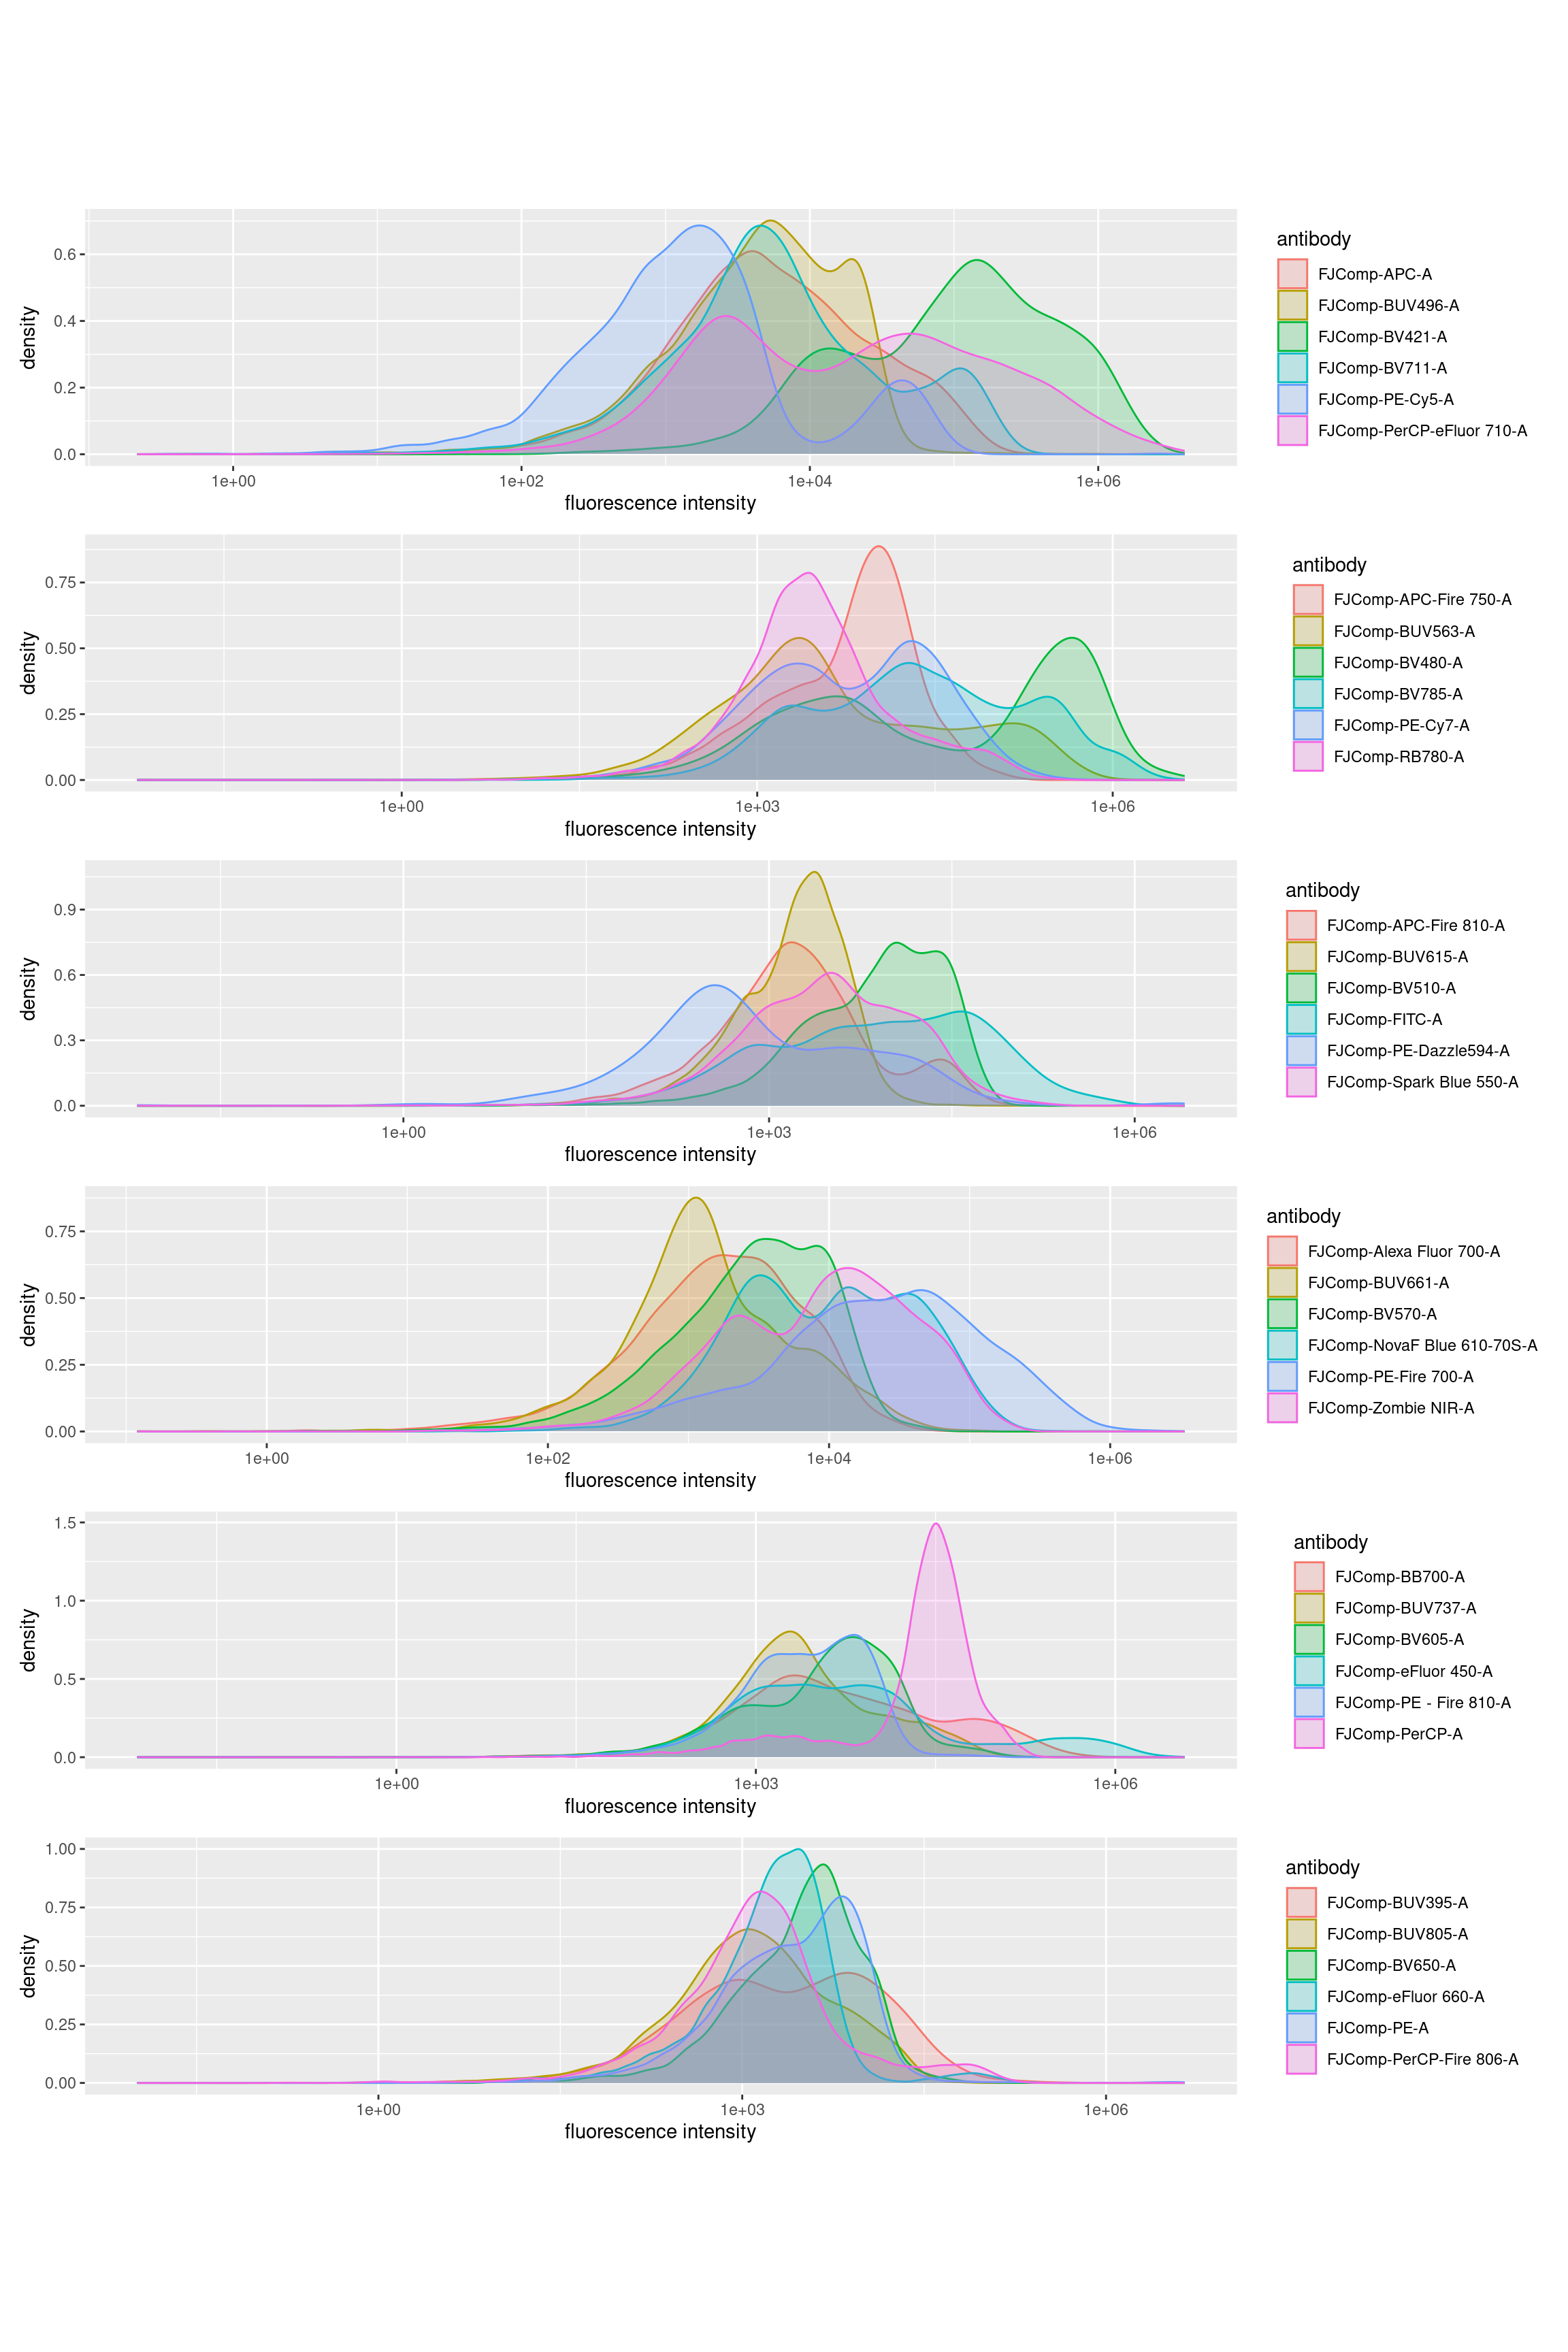 antibody
FJComp-APC-A
FJComp-BUV496-A
FJComp-BV421-A
FJComp-BV711-A
FJComp-PE-Cy5-A
FJComp-PerCP-eFluor 710-A
density
0.6
0.4
0.2
0.0
1e+00 1e+02 1e+04 1e+06
fluorescence intensity
antibody
FJComp-APC-Fire 750-A
FJComp-BUV563-A
FJComp-BV480-A
FJComp-BV785-A
FJComp-PE-Cy7-A
FJComp-RB780-A
density
0.75
0.50
0.25
0.00
1e+00 1e+03 1e+06
fluorescence intensity
antibody
FJComp-APC-Fire 810-A
FJComp-BUV615-A
FJComp-BV510-A
FJComp-FITC-A
FJComp-PE-Dazzle594-A
FJComp-Spark Blue 550-A
density
0.9
0.6
0.3
0.0
1e+00 1e+03 1e+06
fluorescence intensity
antibody
FJComp-Alexa Fluor 700-A
FJComp-BUV661-A
FJComp-BV570-A
FJComp-NovaF Blue 610-70S-A
FJComp-PE-Fire 700-A
FJComp-Zombie NIR-A
density
0.75
0.50
0.25
0.00
1e+00 1e+02 1e+04 1e+06
fluorescence intensity
antibody
FJComp-BB700-A
FJComp-BUV737-A
FJComp-BV605-A
FJComp-eFluor 450-A
FJComp-PE - Fire 810-A
FJComp-PerCP-A
density
1.5
1.0
0.5
0.0
1e+00 1e+03 1e+06
fluorescence intensity
antibody
FJComp-BUV395-A
FJComp-BUV805-A
FJComp-BV650-A
FJComp-eFluor 660-A
FJComp-PE-A
FJComp-PerCP-Fire 806-A
density
1.00
0.75
0.50
0.25
0.00
1e+00 1e+03 1e+06
fluorescence intensity